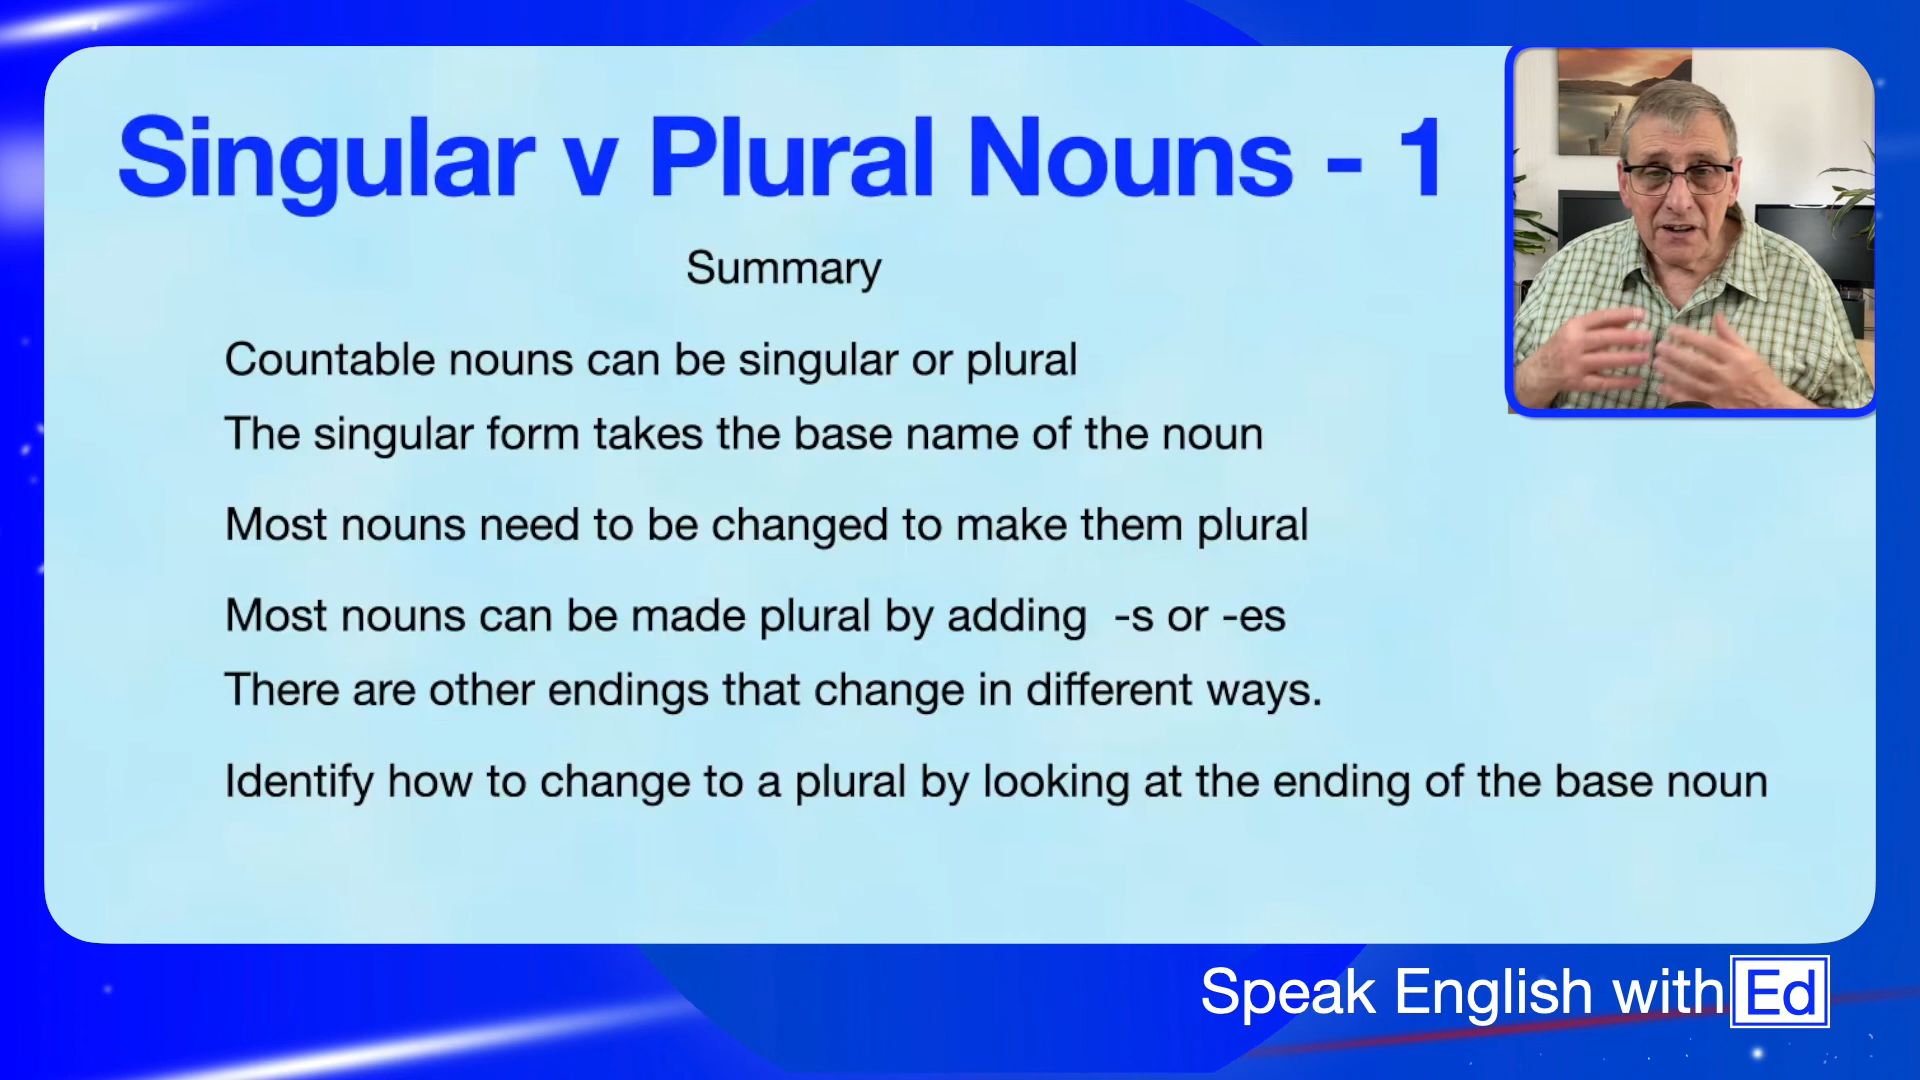 Singular v Plural Nouns - 1
Summary
Countable nouns can be singular or plural
The singular form takes the base name of the noun
Most nouns need to be changed to make them plural
Most nouns can be made plural by adding  -s or -es
There are other endings that change in different ways.
Identify how to change to a plural by looking at the ending of the base noun
Speak English with Ed